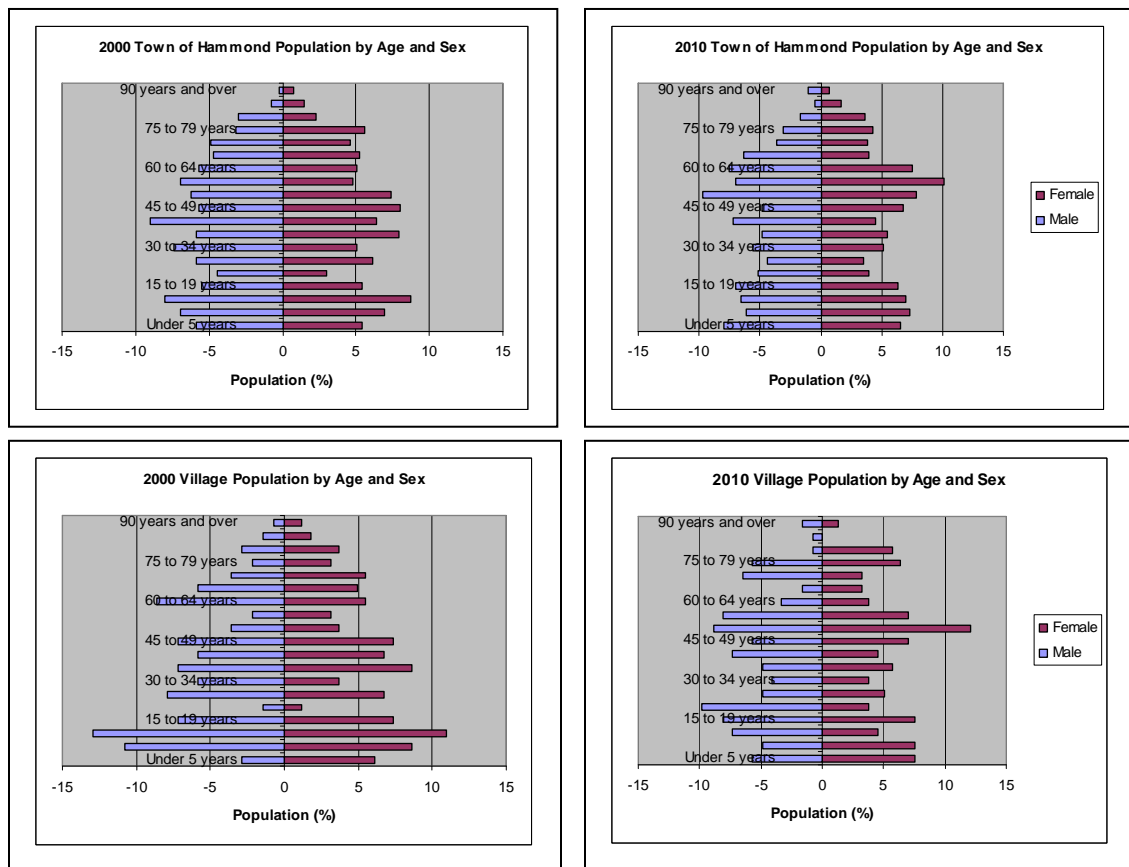 2000 Town of Hammond Population by Age and Sex
90 years and over
75 to 79 years
60 to 64 years
45 to 49 years
30 to 34 years
15 to 19 years
Under 5 years
-15 -10 -5 0 5 10 15
Population (%)
2010 Town of Hammond Population by Age and Sex
90 years and over
75 to 79 years
60 to 64 years
45 to 49 years
30 to 34 years
15 to 19 years
Under 5 years
-15 -10 -5 0 5 10 15
Population (%)
Female
Male
2000 Village Population by Age and Sex
90 years and over
75 to 79 years
60 to 64 years
45 to 49 years
30 to 34 years
15 to 19 years
Under 5 years
-15 -10 -5 0 5 10 15
Population (%)
2010 Village Population by Age and Sex
90 years and over
75 to 79 years
60 to 64 years
45 to 49 years
30 to 34 years
15 to 19 years
Under 5 years
-15 -10 -5 0 5 10 15
Population (%)
Female
Male